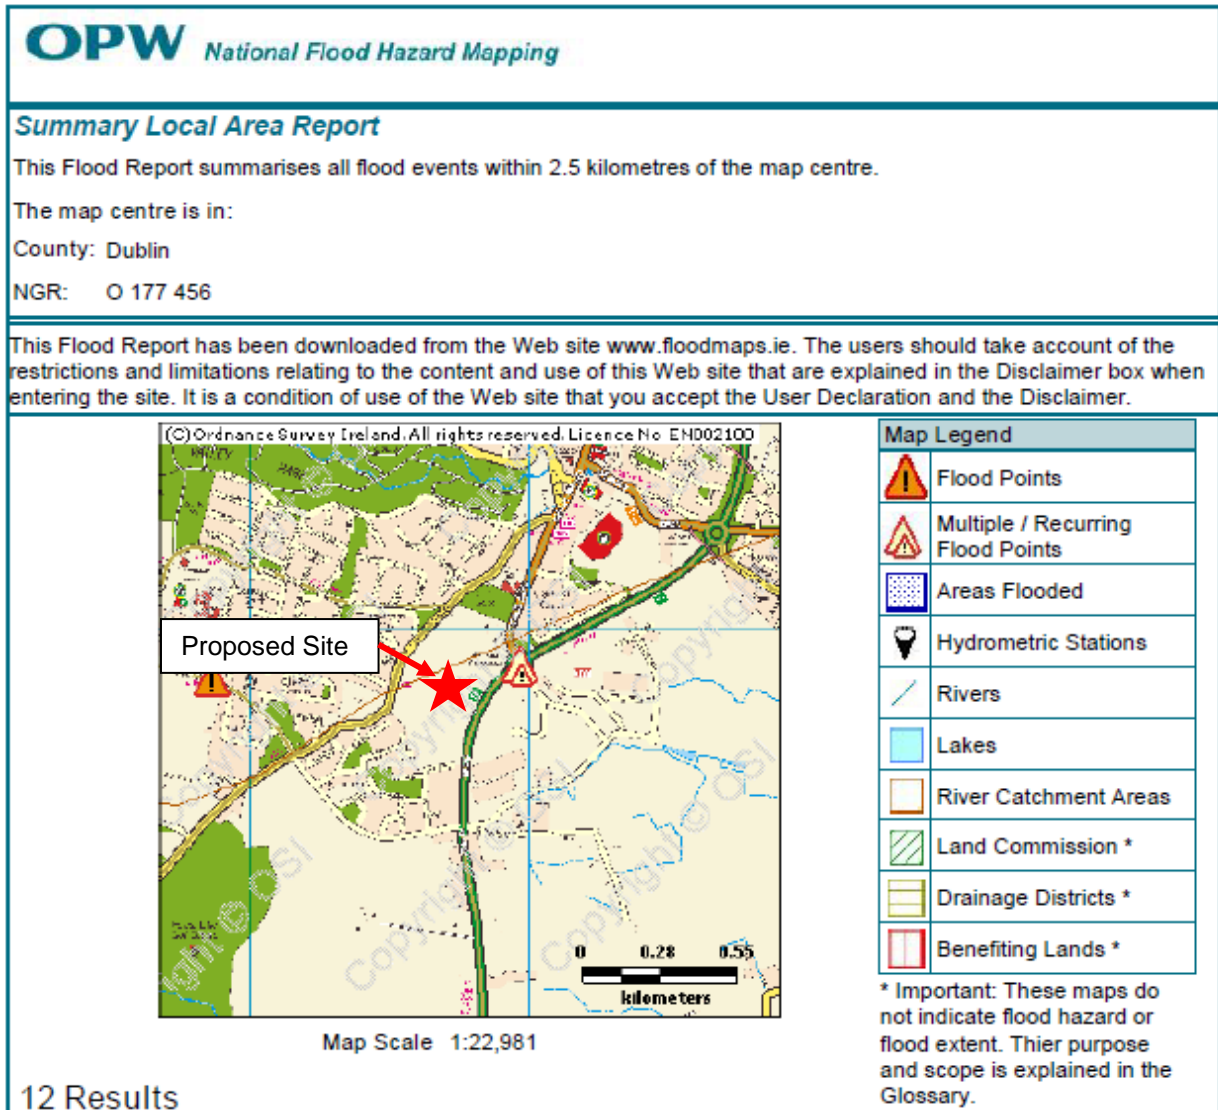 OPW National Flood Hazard Mapping
Summary Local Area Report
This Flood Report summarises all flood events within 2.5 kilometres of the map centre.
The map centre is in:
County: Dublin
NGR: O 177 456
This Flood Report has been downloaded from the Web site www.floodmaps.ie. The users should take account of the
restrictions and limitations relating to the content and use of this Web site that are explained in the Disclaimer box when
entering the site. It is a condition of use of the Web site that you accept the User Declaration and the Disclaimer.
(C) Ordnance Survey Ireland. All rights reserved. Licence No EN002100
VALLEY
PARK
Proposed Site
Copyright © OSI
Copyright © OSI
Copyright © OSI
0 0.28 0.55
kilometers
Map Scale 1:22,981
Map Legend
Flood Points
Multiple / Recurring
Flood Points
Areas Flooded
Hydrometric Stations
Rivers
Lakes
River Catchment Areas
Land Commission *
Drainage Districts *
Benefiting Lands *
* Important: These maps do
not indicate flood hazard or
flood extent. Thier purpose
and scope is explained in the
Glossary.
12 Results